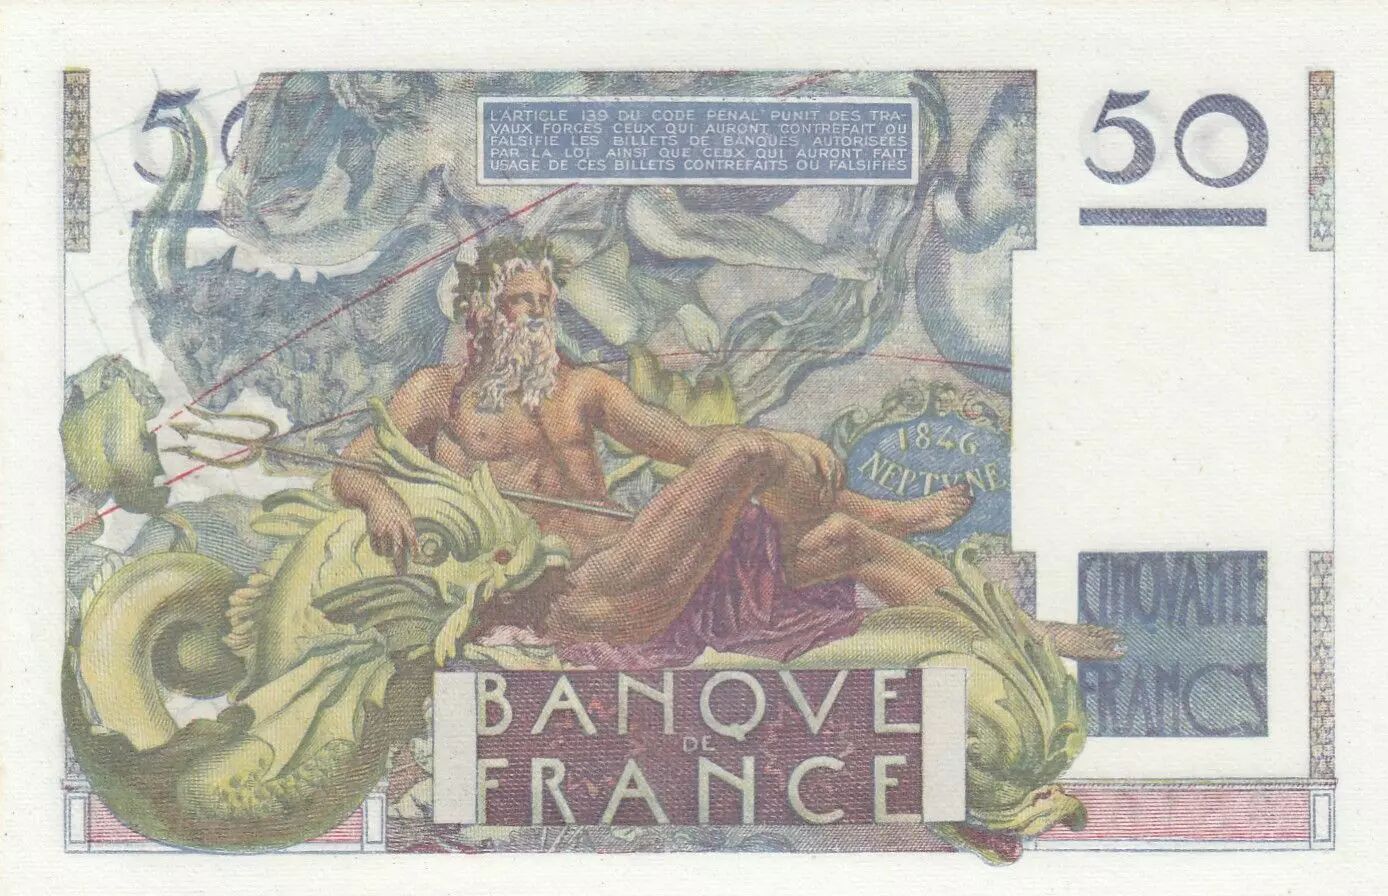 50
50
L'ARTICLE 139 DU CODE PENAL PUNIT DES TRA-
VAUX FORCES CEUX QUI AURONT CONTREFAIT OU
FALSIFIE LES BILLETS DE BANQUES AUTORISEES
PAR LA LOI AINSI QUE CEUX QUI AURONT FAIT
USAGE DE CES BILLETS CONTREFAITS OU FALSIFIES
1846
NEPTVNE
CINQVANTE
FRANCS
BANQVE
DE
FRANCE